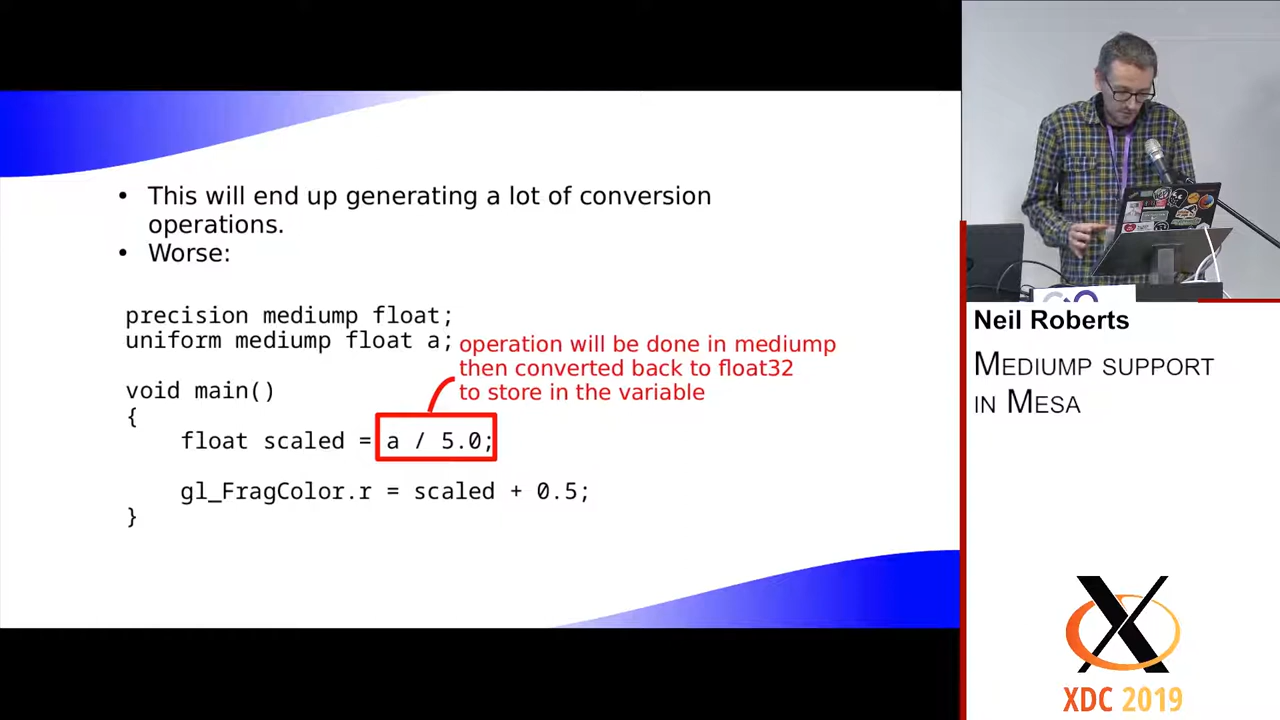 • This will end up generating a lot of conversion
operations.
• Worse:
precision mediump float;
uniform mediump float a;
operation will be done in mediump
then converted back to float32
to store in the variable
void main()
{
float scaled = a / 5.0;
gl_FragColor.r = scaled + 0.5;
}
Neil Roberts
MEDIUMP SUPPORT
IN MESA
X
XDC 2019